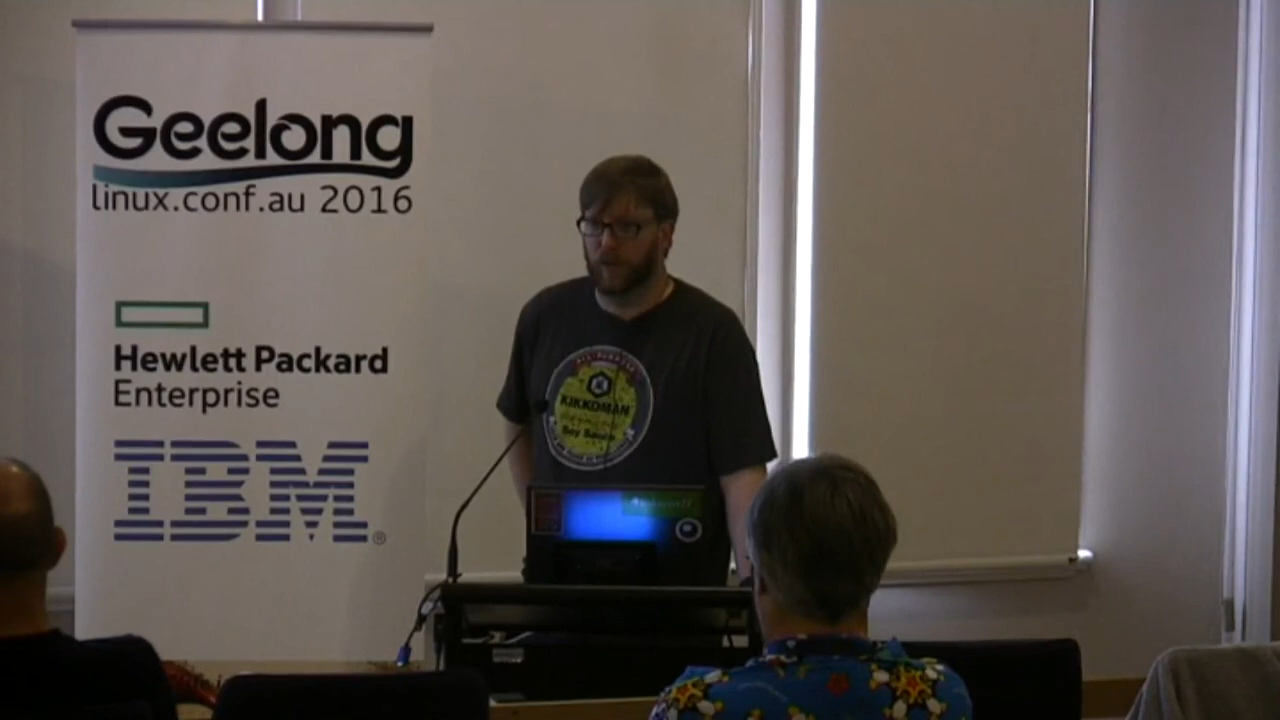 Geelong
linux.conf.au 2016
Hewlett Packard
Enterprise
IBM®
KIKKOMAN
Soy Sauce